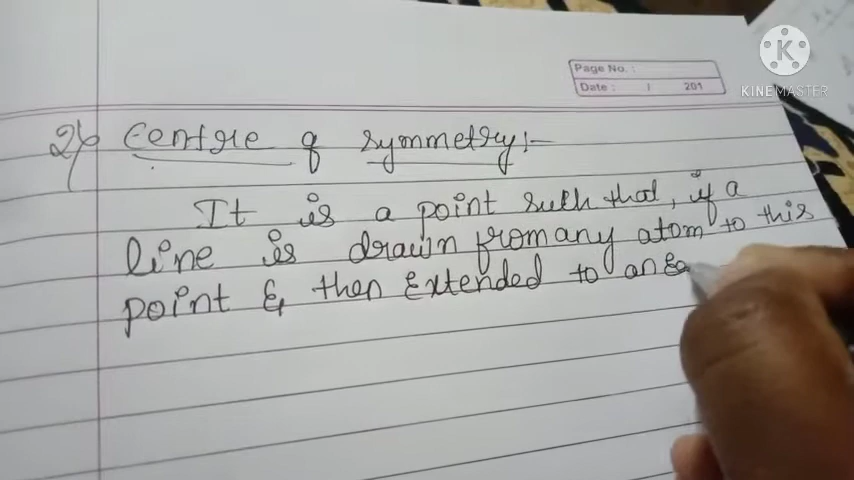 Page No. :
Date : / 201
KINEMASTER
2) Centre of symmetry:-
It is a point such that, if a
line is drawn from any atom to this
point & then Extended to an